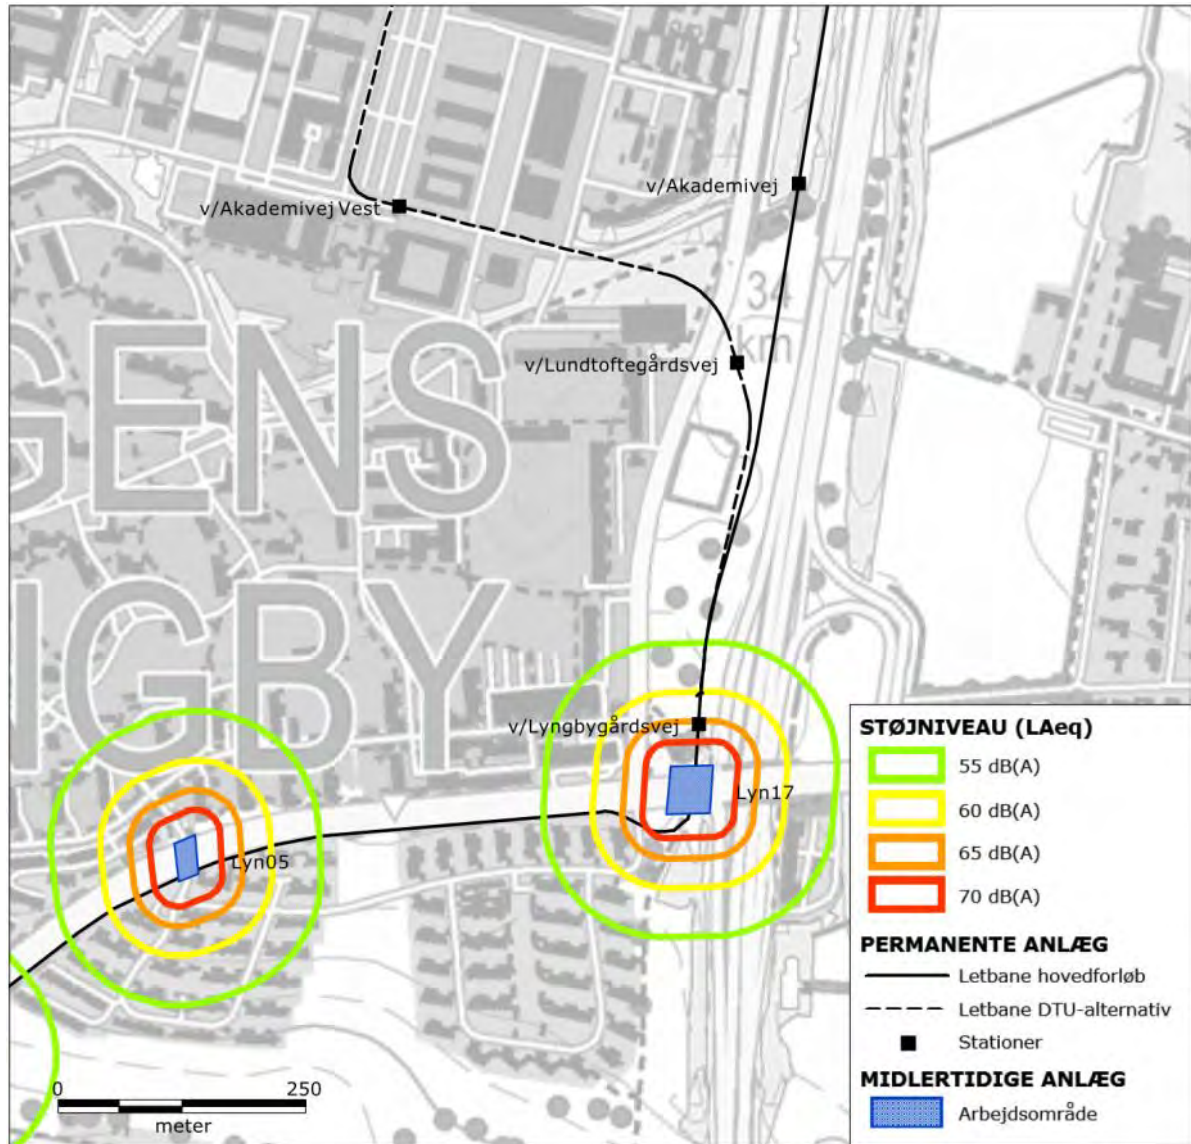 v/Akademivej
v/Akademivej Vest
34
km
v/Lundtoftegårdsvej
GENS
NGBY
v/Lyngbygårdsvej
Lyn17
Lyn05
0 250
meter
STØJNIVEAU (LAeq)
55 dB(A)
60 dB(A)
65 dB(A)
70 dB(A)
PERMANENTE ANLÆG
Letbane hovedforløb
Letbane DTU-alternativ
Stationer
MIDLERTIDIGE ANLÆG
Arbejdsområde